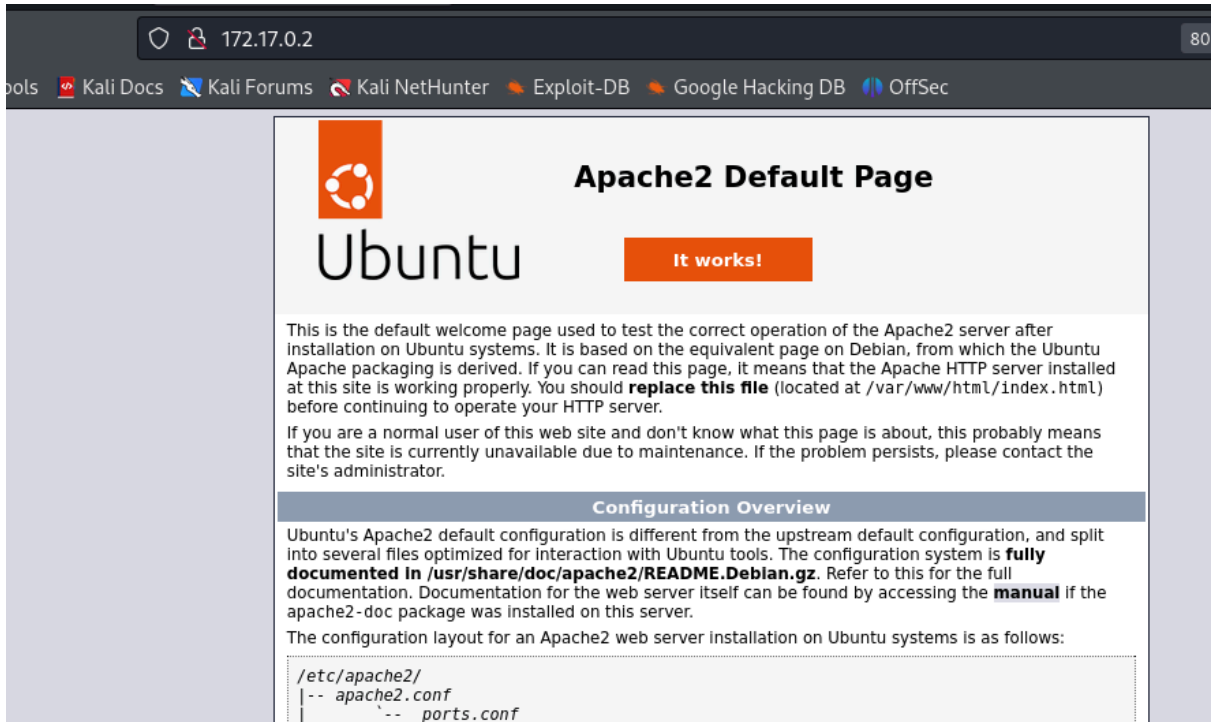 172.17.0.2
80
ools Kali Docs Kali Forums Kali NetHunter Exploit-DB Google Hacking DB OffSec
Apache2 Default Page
Ubuntu
It works!
This is the default welcome page used to test the correct operation of the Apache2 server after
installation on Ubuntu systems. It is based on the equivalent page on Debian, from which the Ubuntu
Apache packaging is derived. If you can read this page, it means that the Apache HTTP server installed
at this site is working properly. You should replace this file (located at /var/www/html/index.html)
before continuing to operate your HTTP server.
If you are a normal user of this web site and don't know what this page is about, this probably means
that the site is currently unavailable due to maintenance. If the problem persists, please contact the
site's administrator.
Configuration Overview
Ubuntu's Apache2 default configuration is different from the upstream default configuration, and split
into several files optimized for interaction with Ubuntu tools. The configuration system is fully
documented in /usr/share/doc/apache2/README.Debian.gz. Refer to this for the full
documentation. Documentation for the web server itself can be found by accessing the manual if the
apache2-doc package was installed on this server.
The configuration layout for an Apache2 web server installation on Ubuntu systems is as follows:
/etc/apache2/
|-- apache2.conf
|       `--  ports.conf